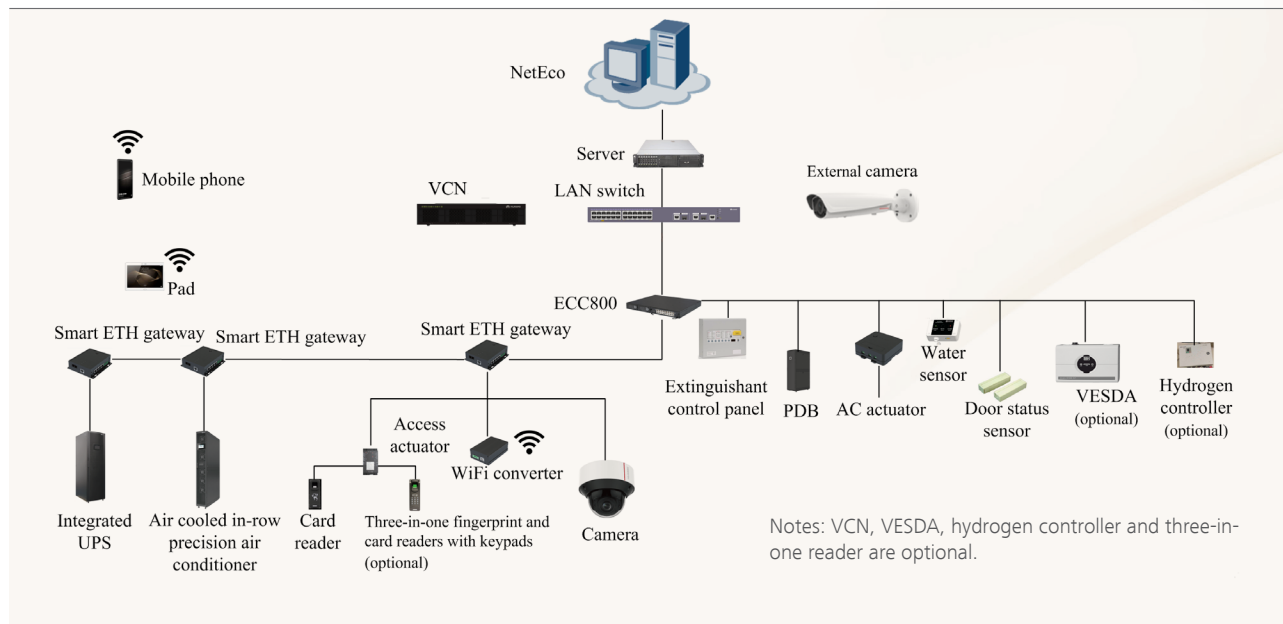 NetEco
Server
Mobile phone
VCN
LAN switch
External camera
Pad
ECC800
Smart ETH gateway
Smart ETH gateway
Smart ETH gateway
Extinguishant
control panel
PDB
AC actuator
Water
sensor
Door status
sensor
VESDA
(optional)
Hydrogen
controller
(optional)
Access
actuator
WiFi converter
Integrated
UPS
Air cooled in-row
precision air
conditioner
Card
reader
Three-in-one fingerprint and
card readers with keypads
(optional)
Camera
Notes: VCN, VESDA, hydrogen controller and three-in-
one reader are optional.